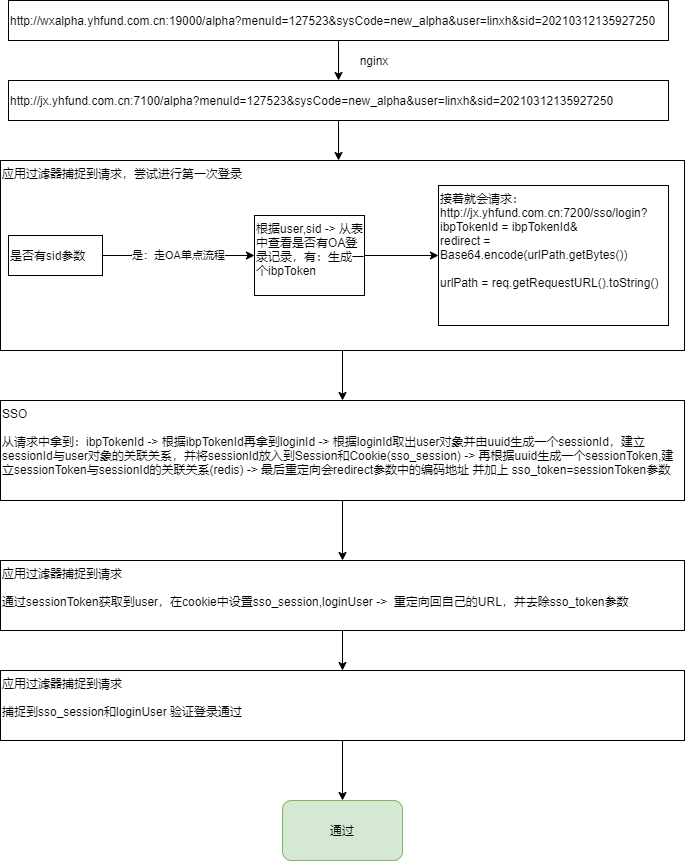 http://wxalpha.yhfund.com.cn:19000/alpha?menuId=127523&sysCode=new_alpha&user=linxh&sid=20210312135927250
nginx
http://jx.yhfund.com.cn:7100/alpha?menuId=127523&sysCode=new_alpha&user=linxh&sid=20210312135927250
应用过滤器捕捉到请求，尝试进行第一次登录
是否有sid参数
是：走OA单点流程
根据user,sid -> 从表
中查看是否有OA登
录记录，有：生成一
个ibpToken
接着就会请求：
http://jx.yhfund.com.cn:7200/sso/login?
ibpTokenId = ibpTokenId&
redirect =
Base64.encode(urlPath.getBytes())
urlPath = req.getRequestURL().toString()
SSO
从请求中拿到：ibpTokenId -> 根据ibpTokenId再拿到loginId -> 根据loginId取出user对象并由uuid生成一个sessionId，建立
sessionId与user对象的关联关系，并将sessionId放入到Session和Cookie(sso_session) -> 再根据uuid生成一个sessionToken,建
立sessionToken与sessionId的关联关系(redis) -> 最后重定向会redirect参数中的编码地址 并加上 sso_token=sessionToken参数
应用过滤器捕捉到请求
通过sessionToken获取到user，在cookie中设置sso_session,loginUser -> 重定向回自己的URL，并去除sso_token参数
应用过滤器捕捉到请求
捕捉到sso_session和loginUser 验证登录通过
通过